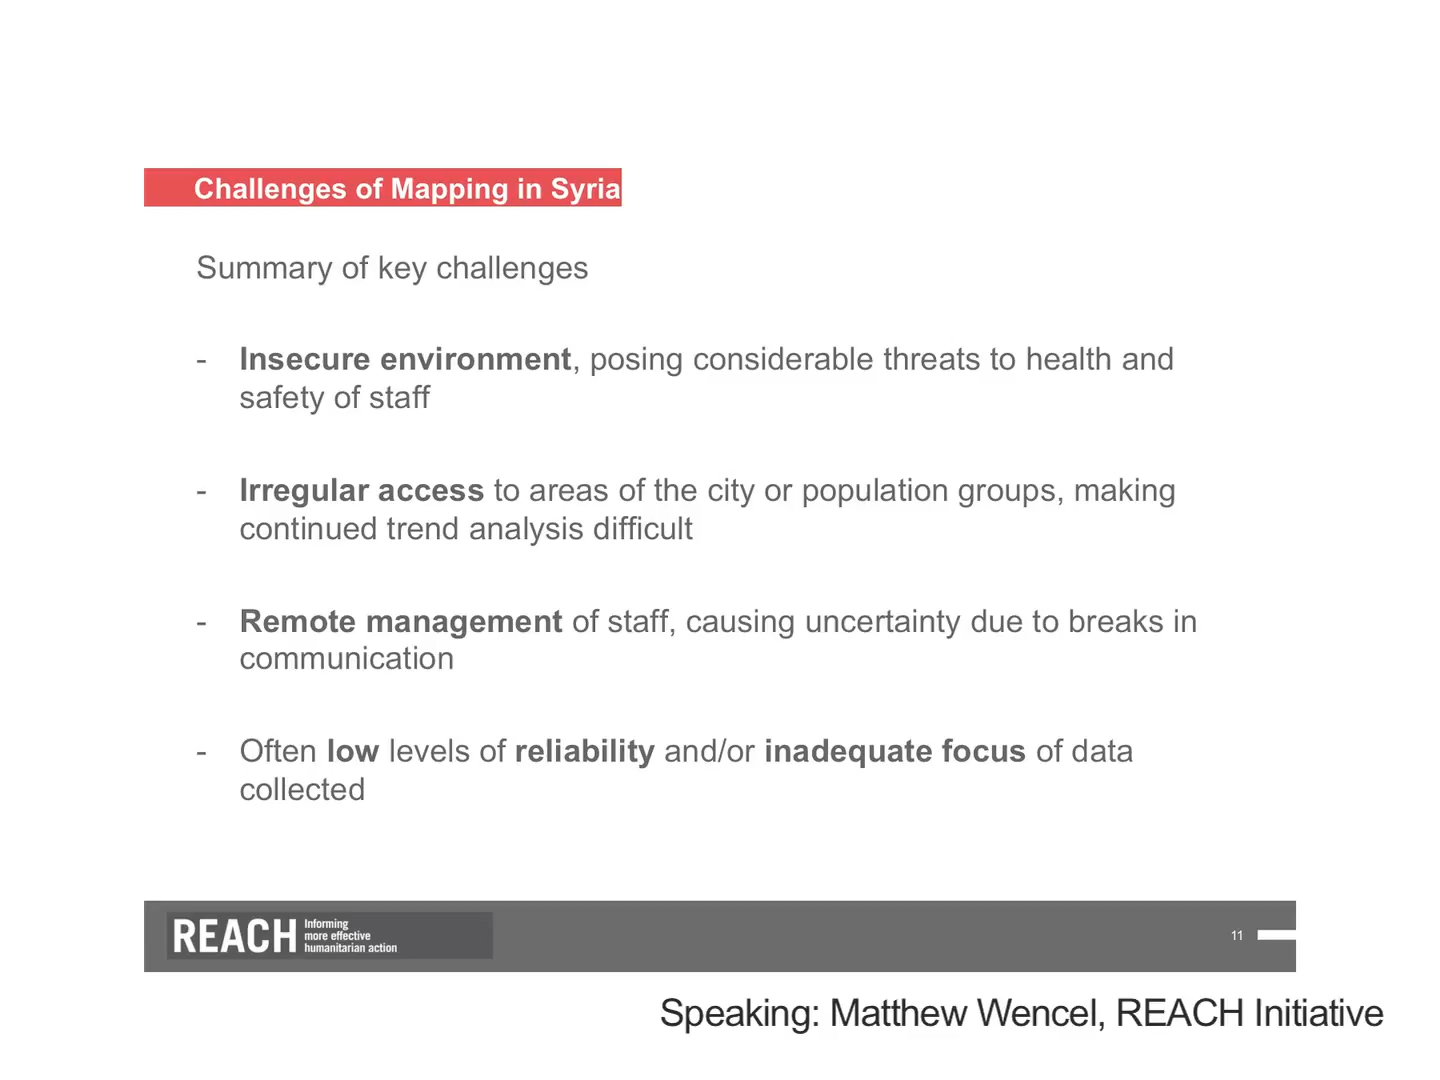 Challenges of Mapping in Syria
Summary of key challenges
- Insecure environment, posing considerable threats to health and
safety of staff
- Irregular access to areas of the city or population groups, making
continued trend analysis difficult
- Remote management of staff, causing uncertainty due to breaks in
communication
- Often low levels of reliability and/or inadequate focus of data
collected
REACH
Informing
more effective
humanitarian action
11
Speaking: Matthew Wencel, REACH Initiative